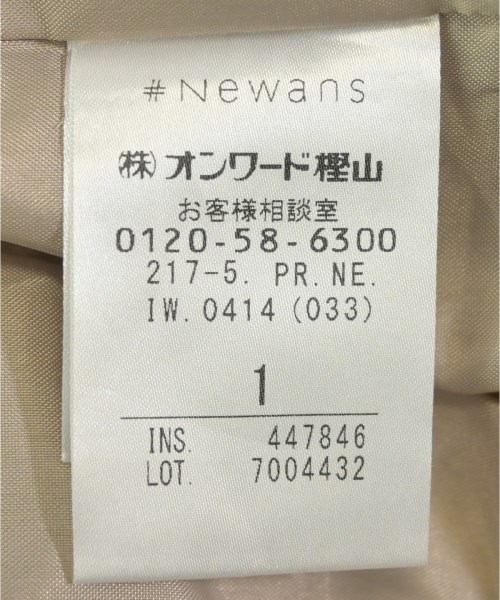 #Newans
㈱オンワード樫山
お客様相談室
0120-58-6300
217-5. PR.NE.
IW.0414(033)
1
INS. 447846
LOT. 7004432